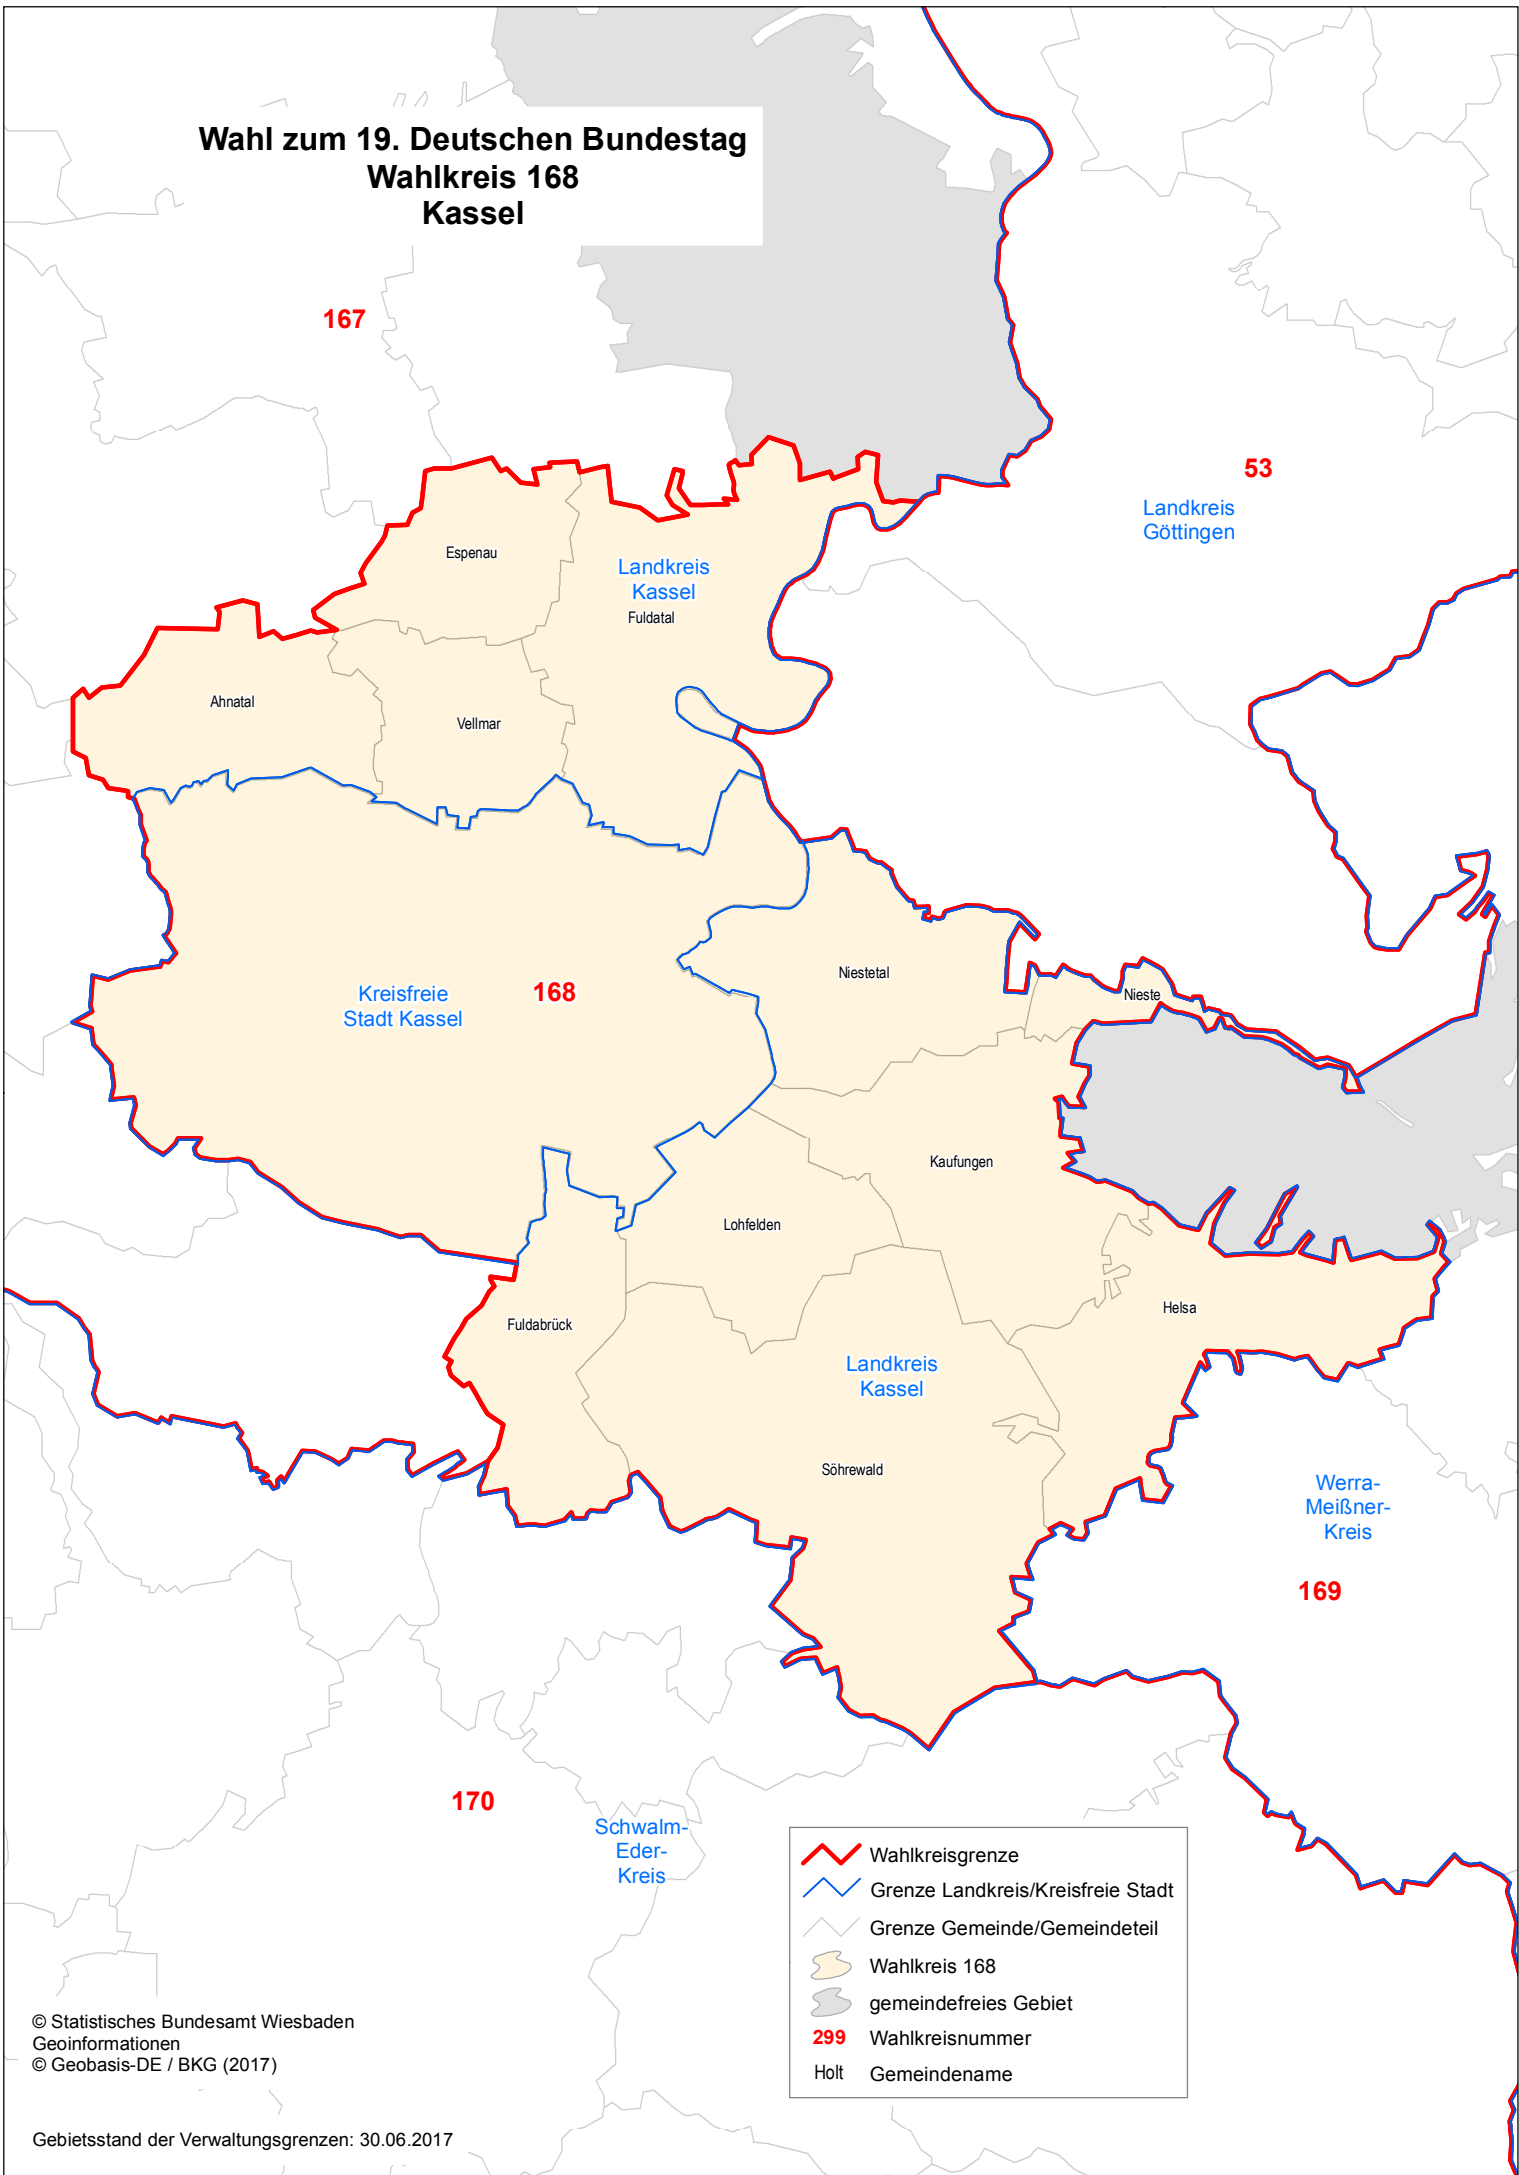 Wahl zum 19. Deutschen Bundestag
Wahlkreis 168
Kassel
167
53
Landkreis
Göttingen
Espenau
Landkreis
Kassel
Fuldatal
Ahnatal
Vellmar
Niestetal
Nieste
Kreisfreie
Stadt Kassel
168
Kaufungen
Lohfelden
Helsa
Fuldabrück
Landkreis
Kassel
Söhrewald
Werra-
Meißner-
Kreis
169
170
Schwalm-
Eder-
Kreis
Wahlkreisgrenze
Grenze Landkreis/Kreisfreie Stadt
Grenze Gemeinde/Gemeindeteil
Wahlkreis 168
gemeindefreies Gebiet
299 Wahlkreisnummer
Holt Gemeindename
© Statistisches Bundesamt Wiesbaden
Geoinformationen
© Geobasis-DE / BKG (2017)
Gebietsstand der Verwaltungsgrenzen: 30.06.2017